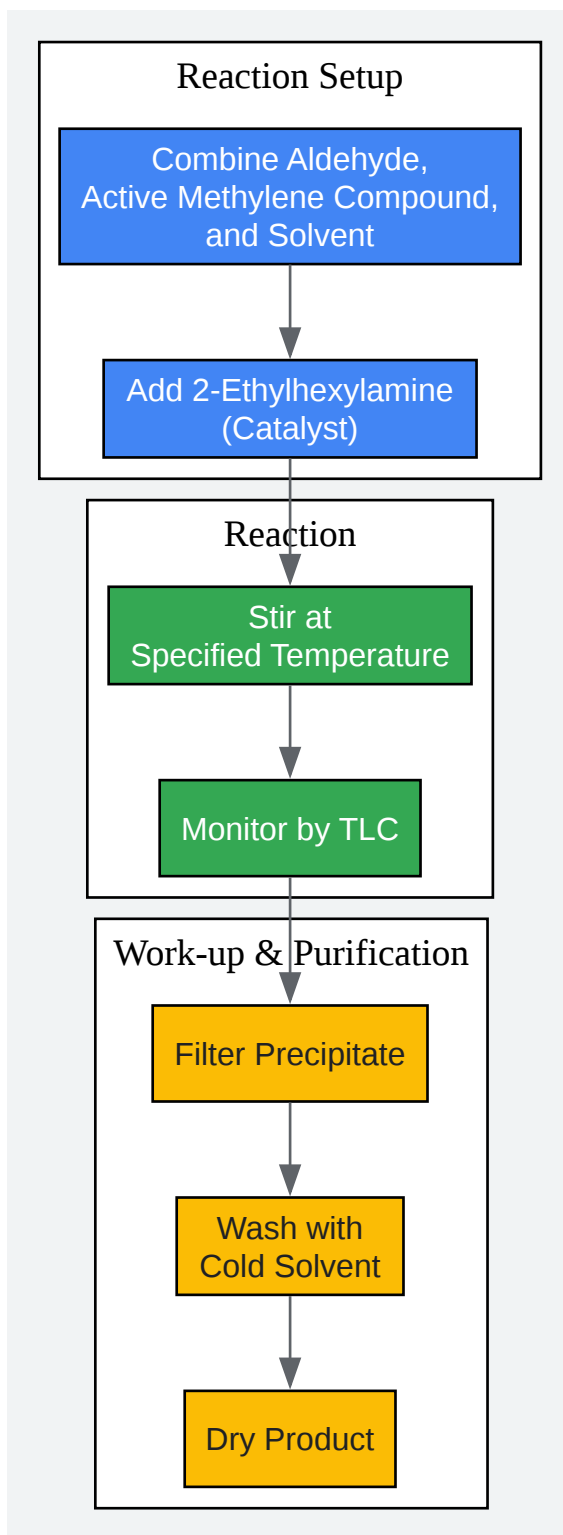 Reaction Setup
Combine Aldehyde,
Active Methylene Compound,
and Solvent
Add 2-Ethylhexylamine
(Catalyst)
Reaction
Stir at
Specified Temperature
Monitor by TLC
Work-up & Purification
Filter Precipitate
Wash with
Cold Solvent
Dry Product